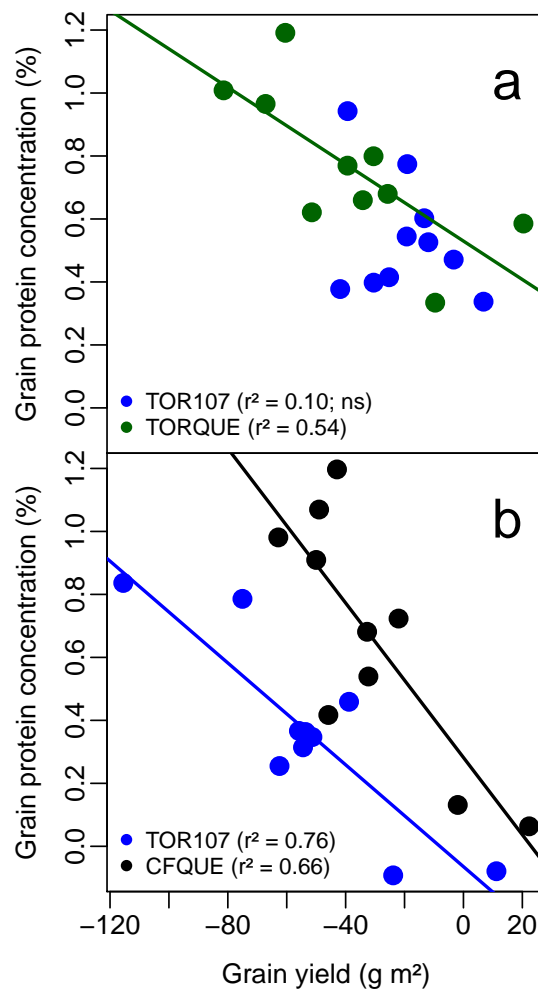 Grain protein concentration (%)
1.2
1.0
0.8
0.6
0.4
0.2
0.0
a
TOR107 (r² = 0.10; ns)
TORQUE (r² = 0.54)
Grain protein concentration (%)
1.2
1.0
0.8
0.6
0.4
0.2
0.0
b
TOR107 (r² = 0.76)
CFQUE (r² = 0.66)
−120 −80 −40 0 20
Grain yield (g m²)